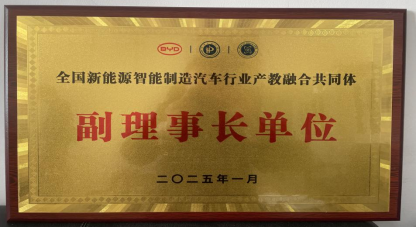 BYD
全国新能源智能制造汽车行业产教融合共同体
副理事长单位
二〇二五年一月